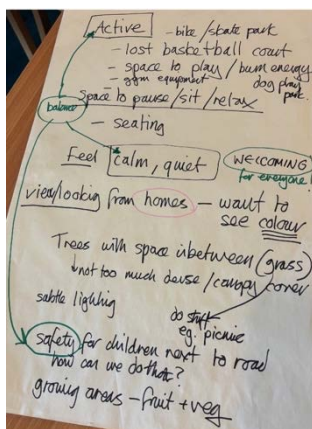 Active - bike/skate park
- lost basketball court
- space to play/burn energy
- gym equipment dog play park.
balance Space to pause/sit/relax
- seating
Feel calm, quiet WELCOMING for everyone!
view/looking from homes - want to
see colour
Trees with space inbetween (grass)
not too much dense/canopy cover
subtle lighting
do stuff
eg. picnic
safety for children next to road
how can we do that?
growing areas - fruit + veg